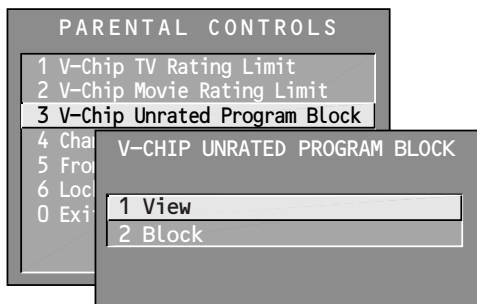 PARENTAL CONTROLS
1 V-Chip TV Rating Limit
2 V-Chip Movie Rating Limit
3 V-Chip Unrated Program Block
4 Cha
5 Fro
6 Loc
0 Exi
V-CHIP UNRATED PROGRAM BLOCK
1 View
2 Block